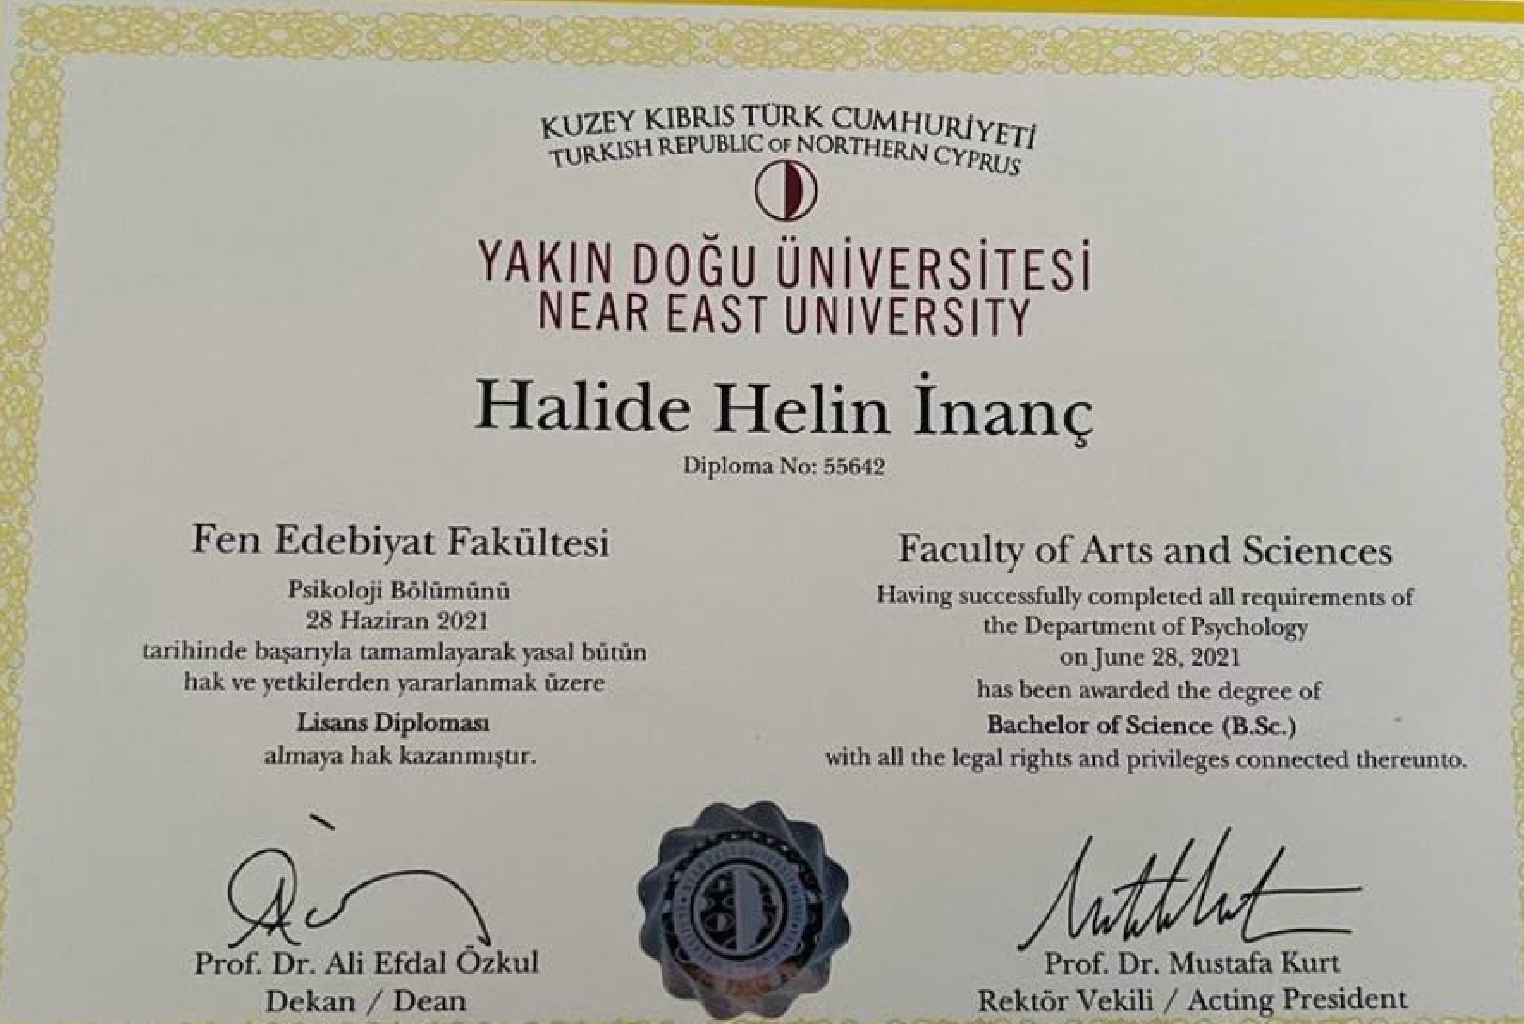 KUZEY KIBRIS TÜRK CUMHURİYETİ
TURKISH REPUBLIC OF NORTHERN CYPRUS
YAKIN DOĞU ÜNİVERSİTESİ
NEAR EAST UNIVERSITY
Halide Helin İnanç
Diploma No: 55642
Fen Edebiyat Fakültesi
Psikoloji Bölümünü
28 Haziran 2021
tarihinde başarıyla tamamlayarak yasal bütün
hak ve yetkilerden yararlanmak üzere
Lisans Diploması
almaya hak kazanmıştır.
Faculty of Arts and Sciences
Having successfully completed all requirements of
the Department of Psychology
on June 28, 2021
has been awarded the degree of
Bachelor of Science (B.Sc.)
with all the legal rights and privileges connected thereunto.
Prof. Dr. Ali Efdal Özkul
Dekan / Dean
Prof. Dr. Mustafa Kurt
Rektör Vekili / Acting President